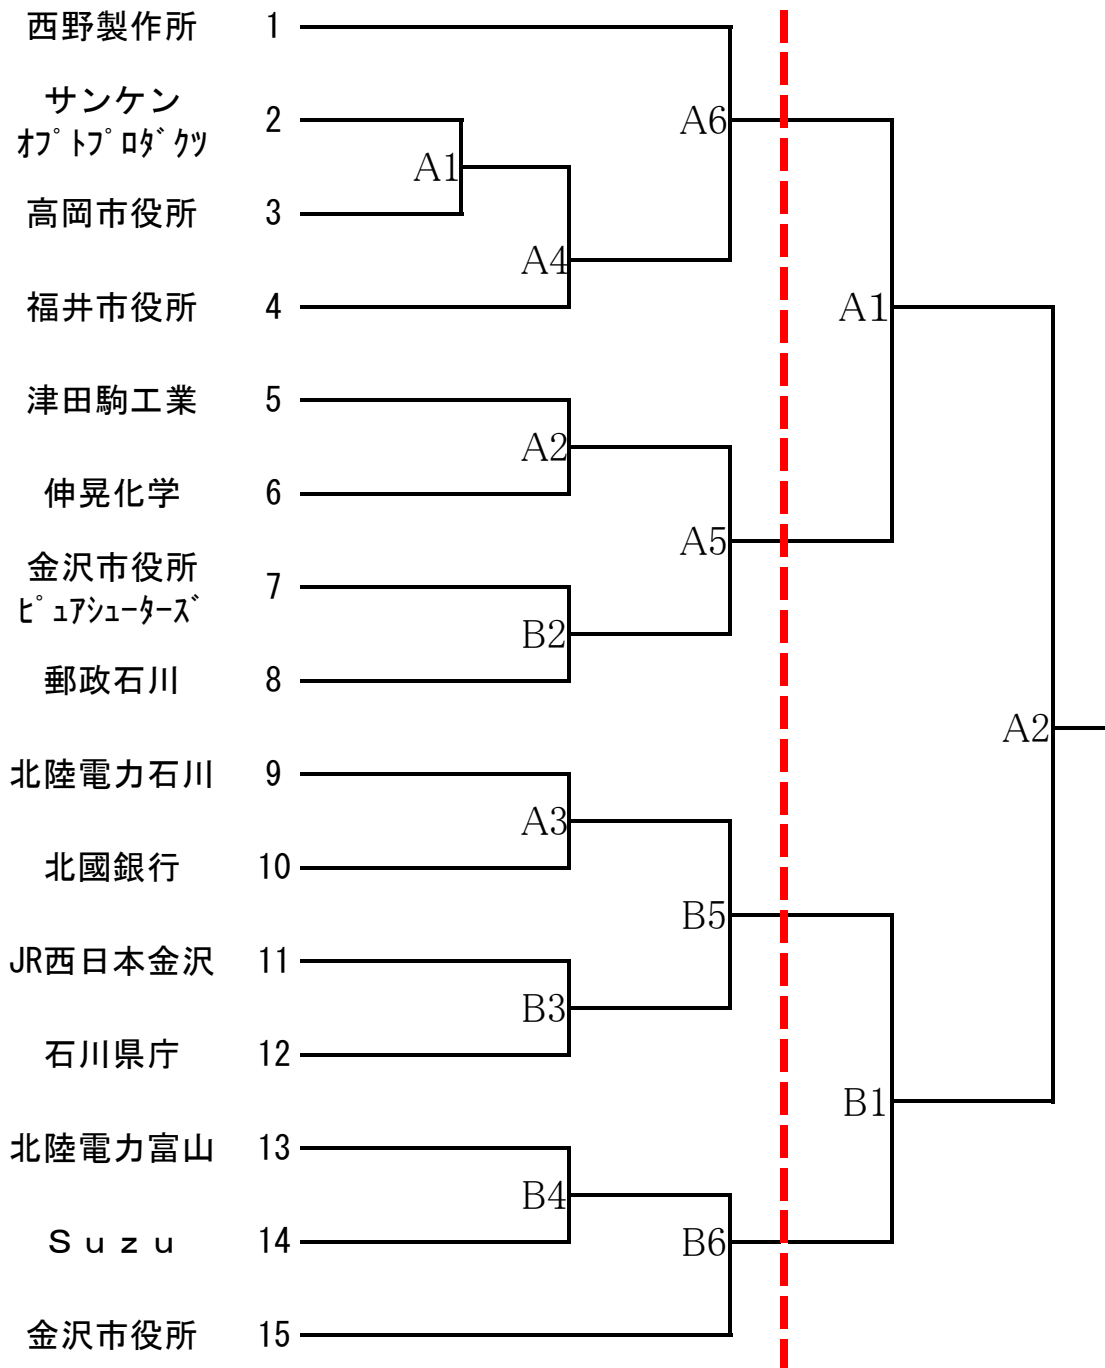 西野製作所 1
サンケン
ｵﾌﾟﾄﾌﾟﾛﾀﾞｸﾂ 2
高岡市役所 3
福井市役所 4
津田駒工業 5
伸晃化学 6
金沢市役所
ﾋﾟｭｱｼｭｰﾀｰｽﾞ 7
郵政石川 8
北陸電力石川 9
北國銀行 10
JR西日本金沢 11
石川県庁 12
北陸電力富山 13
Ｓｕｚｕ 14
金沢市役所 15
A1
A4
A2
B2
A3
B3
B4
A6
A5
B5
B6
A1
B1
A2